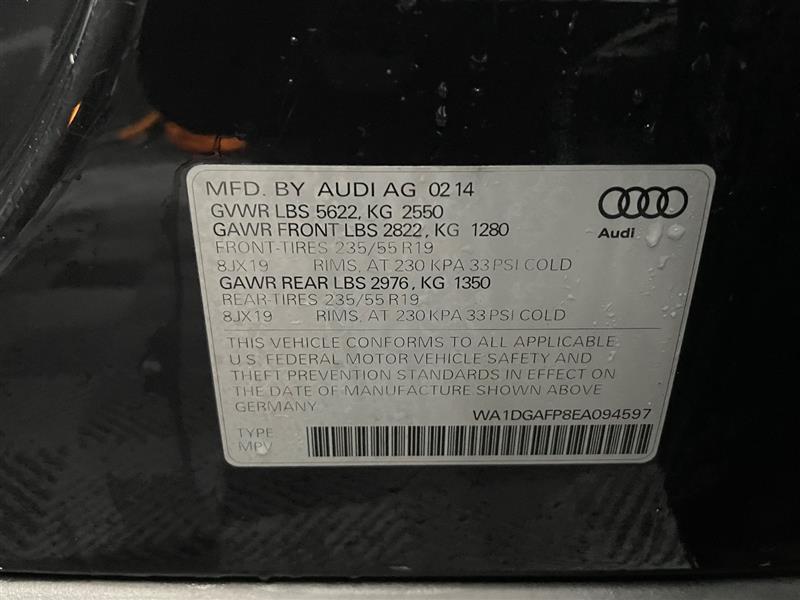 MFD. BY AUDI AG 02 14
GVWR LBS 5622, KG 2550
GAWR FRONT LBS 2822, KG 1280
FRONT-TIRES 235/55 R19
8JX19 RIMS, AT 230 KPA 33 PSI COLD
GAWR REAR LBS 2976, KG 1350
REAR-TIRES 235/55 R19
8JX19 RIMS, AT 230 KPA 33 PSI COLD
Audi
THIS VEHICLE CONFORMS TO ALL APPLICABLE
U.S. FEDERAL MOTOR VEHICLE SAFETY AND
THEFT PREVENTION STANDARDS IN EFFECT ON
THE DATE OF MANUFACTURE SHOWN ABOVE
GERMANY WA1DGAFP8EA094597
TYPE
MPV